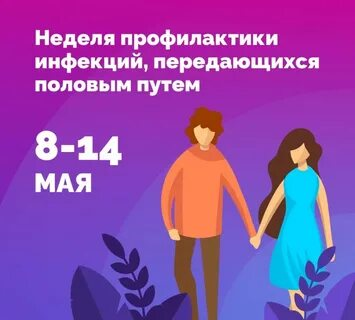 Неделя профилактики
инфекций, передающихся
половым путем
8-14
МАЯ